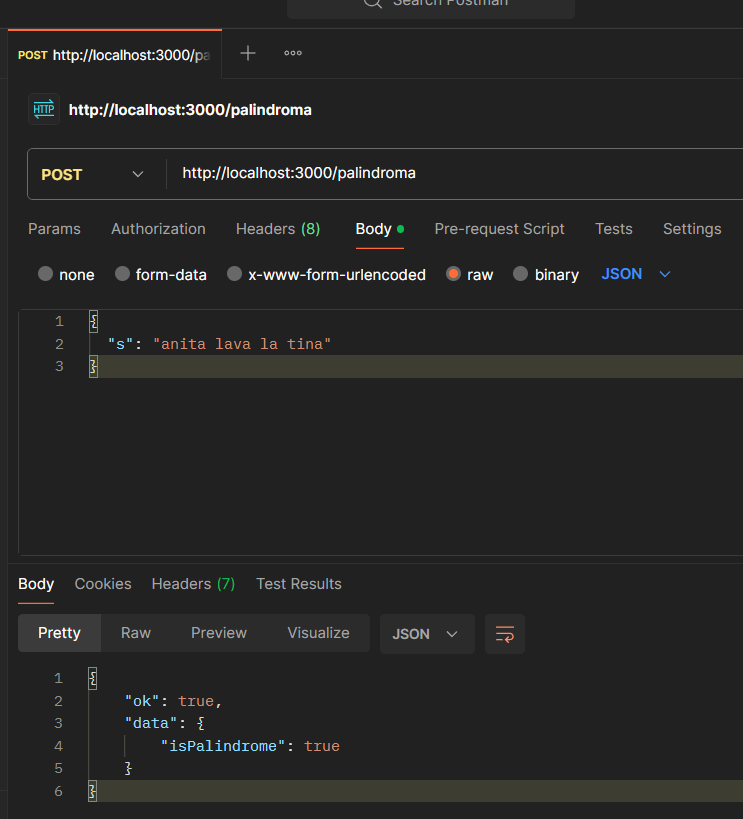 Search Postman
POST http://localhost:3000/pa
HTTP http://localhost:3000/palindroma
POST http://localhost:3000/palindroma
Params Authorization Headers (8) Body Pre-request Script Tests Settings
none form-data x-www-form-urlencoded raw binary JSON
1 {
2 "s": "anita lava la tina"
3 }
Body Cookies Headers (7) Test Results
Pretty Raw Preview Visualize JSON
1 {
2 "ok": true,
3 "data": {
4 "isPalindrome": true
5 }
6 }